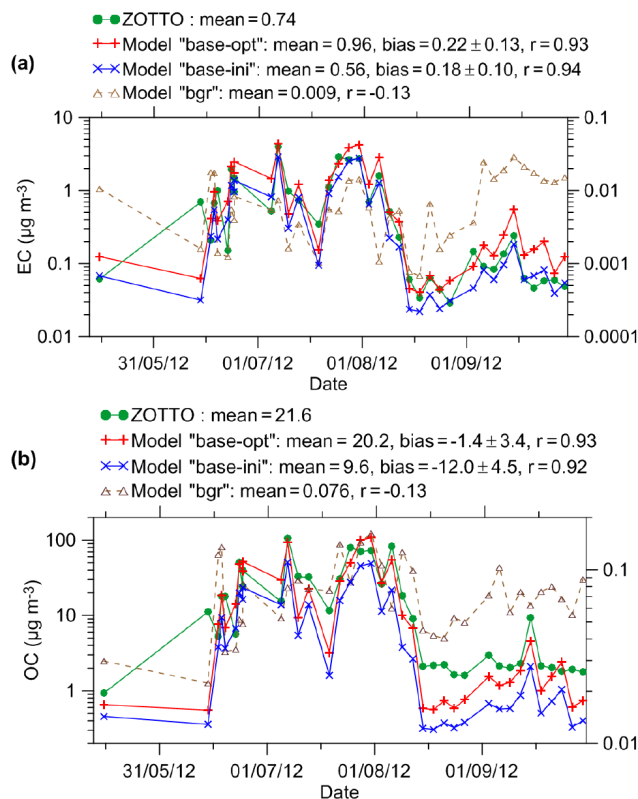 ZOTTO : mean = 0.74
Model "base-opt": mean = 0.96, bias = 0.22 ± 0.13, r = 0.93
(a)
Model "base-ini": mean = 0.56, bias = 0.18 ± 0.10, r = 0.94
Model "bgr": mean = 0.009, r = -0.13
10 0.1
1 0.01
0.1 0.001
0.01 0.0001
EC (µg m-3)
31/05/12 01/07/12 01/08/12 01/09/12
Date
ZOTTO : mean = 21.6
(b)
Model "base-opt": mean = 20.2, bias = -1.4 ± 3.4, r = 0.93
Model "base-ini": mean = 9.6, bias = -12.0 ± 4.5, r = 0.92
Model "bgr": mean = 0.076, r = -0.13
100
10 0.1
1
0.01
OC (µg m-3)
31/05/12 01/07/12 01/08/12 01/09/12
Date